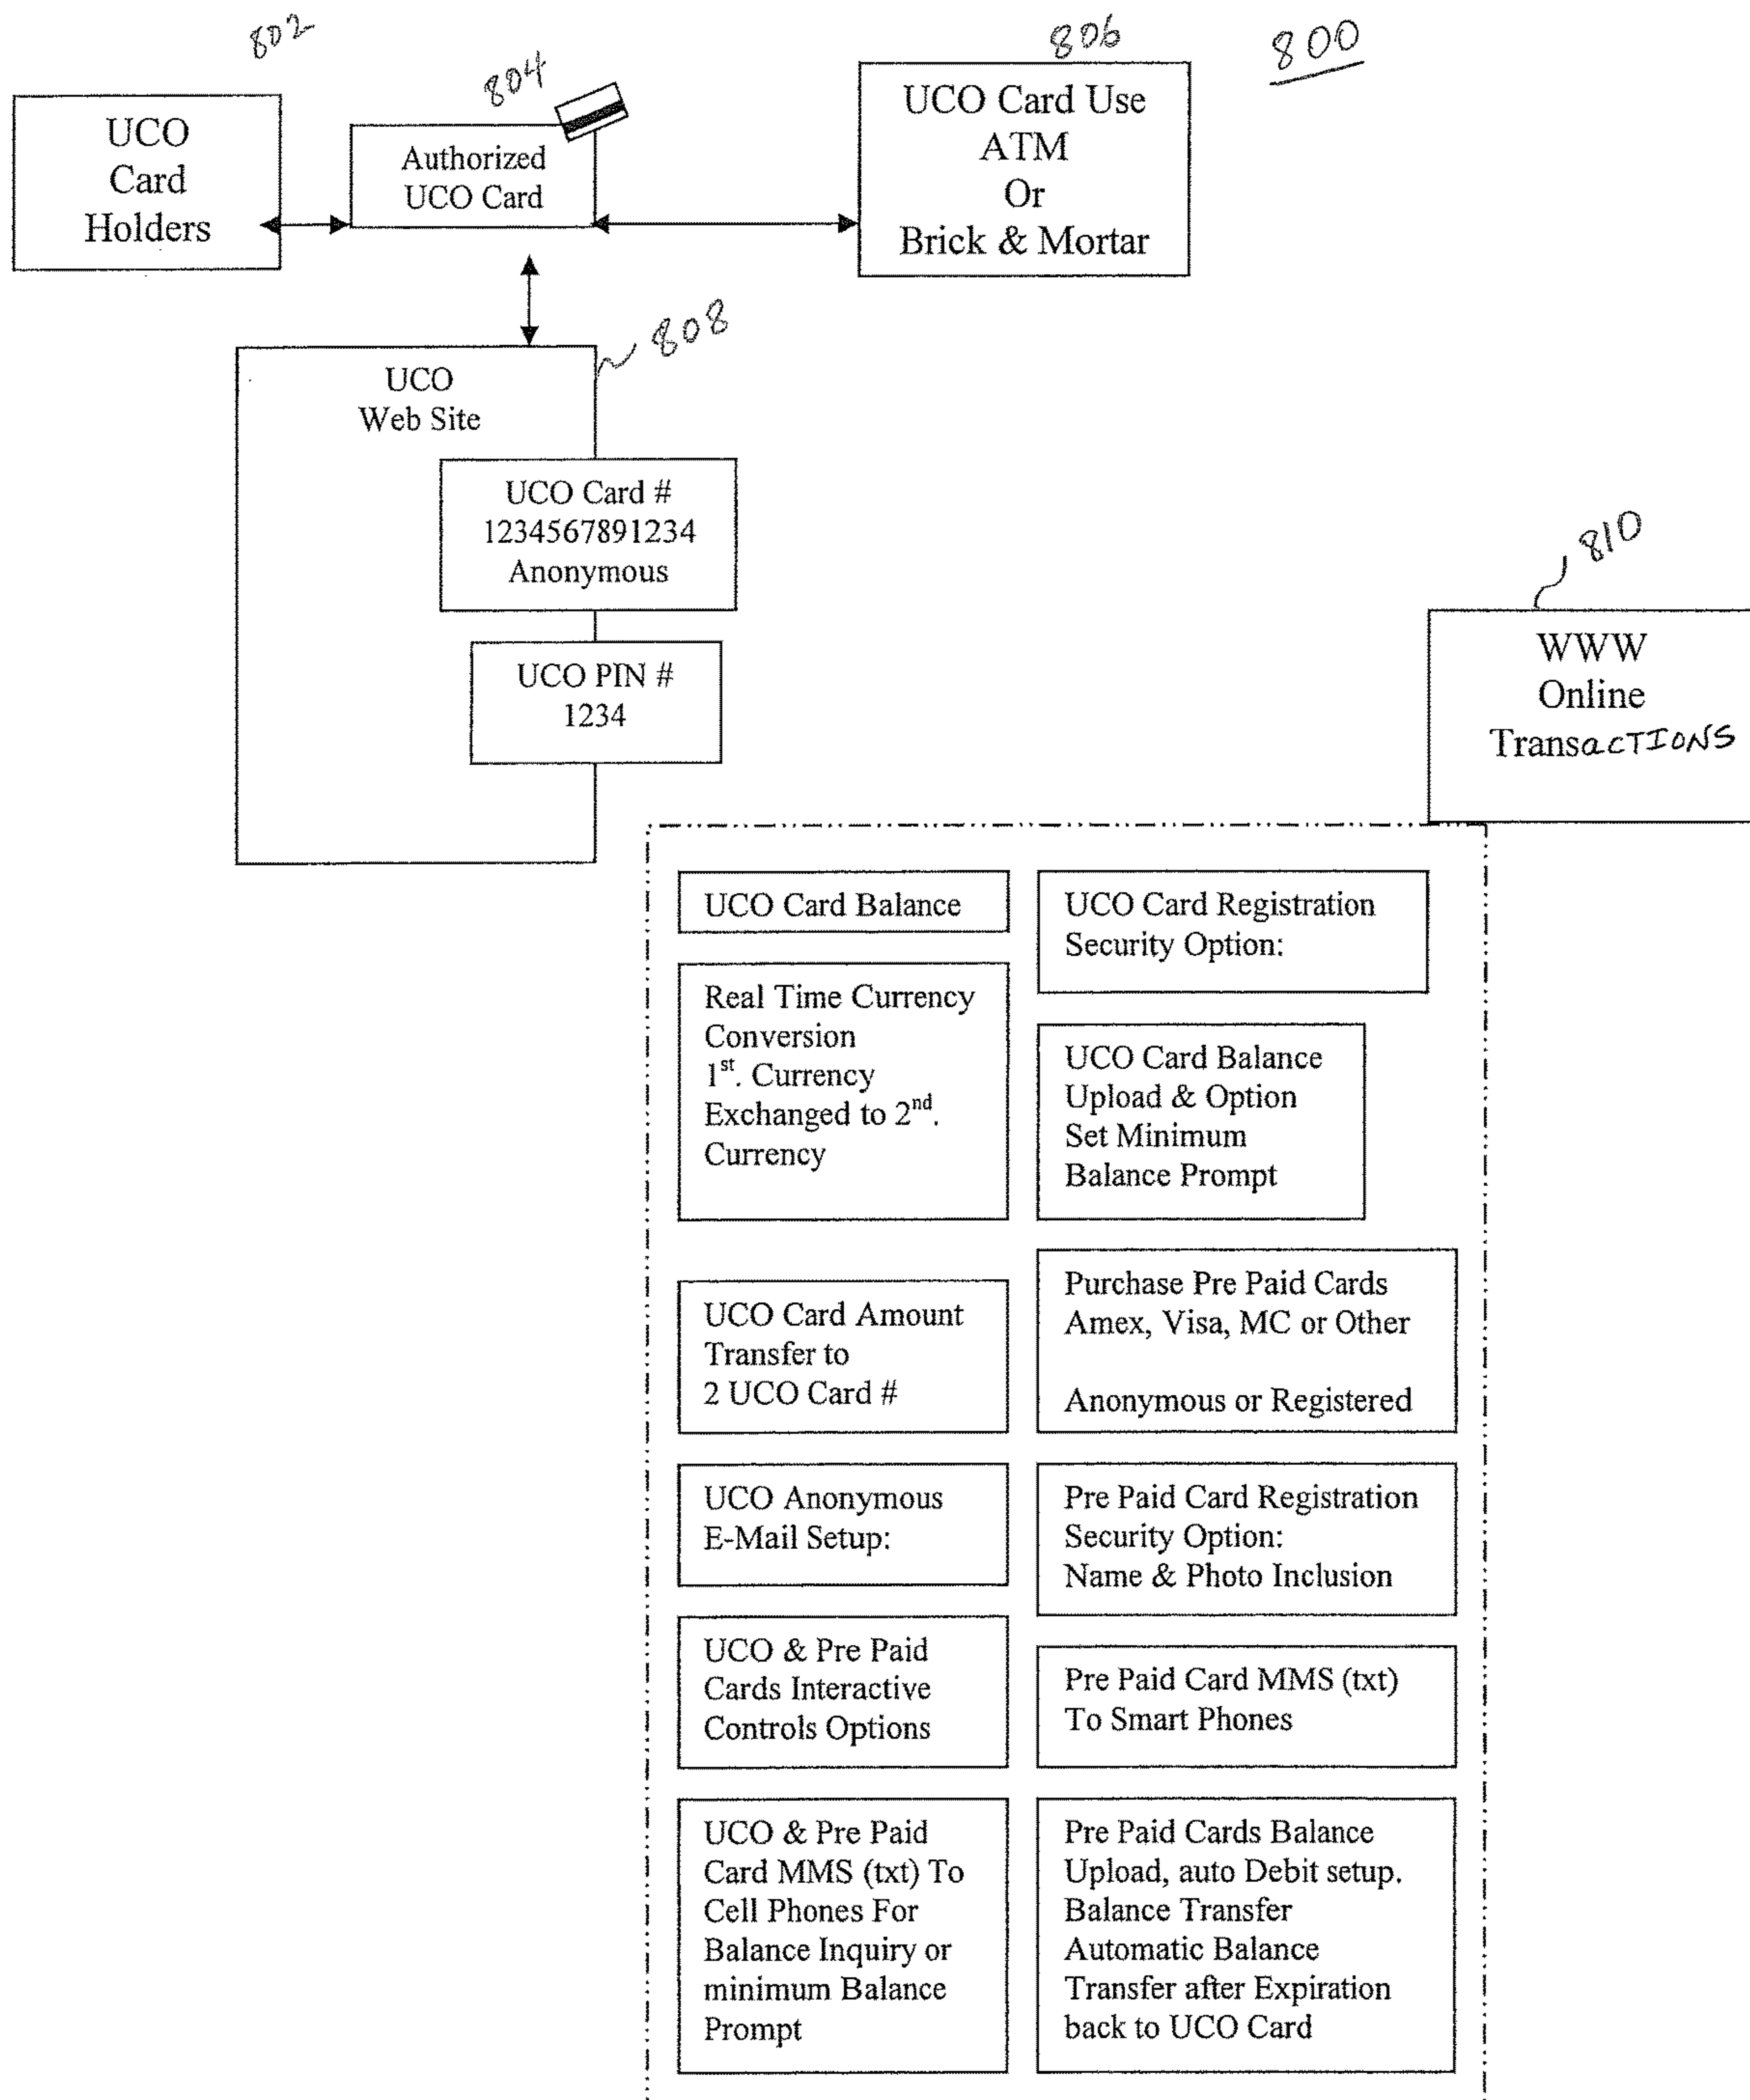 802
804
806
800
UCO
Card
Holders
Authorized
UCO Card
UCO Card Use
ATM
Or
Brick & Mortar
808
UCO
Web Site
UCO Card #
1234567891234
Anonymous
UCO PIN #
1234
810
WWW
Online
TransacTIONS
UCO Card Balance
UCO Card Registration
Security Option:
Real Time Currency
Conversion
1st. Currency
Exchanged to 2nd.
Currency
UCO Card Balance
Upload & Option
Set Minimum
Balance Prompt
UCO Card Amount
Transfer to
2 UCO Card #
Purchase Pre Paid Cards
Amex, Visa, MC or Other
Anonymous or Registered
UCO Anonymous
E-Mail Setup:
Pre Paid Card Registration
Security Option:
Name & Photo Inclusion
UCO & Pre Paid
Cards Interactive
Controls Options
Pre Paid Card MMS (txt)
To Smart Phones
UCO & Pre Paid
Card MMS (txt) To
Cell Phones For
Balance Inquiry or
minimum Balance
Prompt
Pre Paid Cards Balance
Upload, auto Debit setup.
Balance Transfer
Automatic Balance
Transfer after Expiration
back to UCO Card